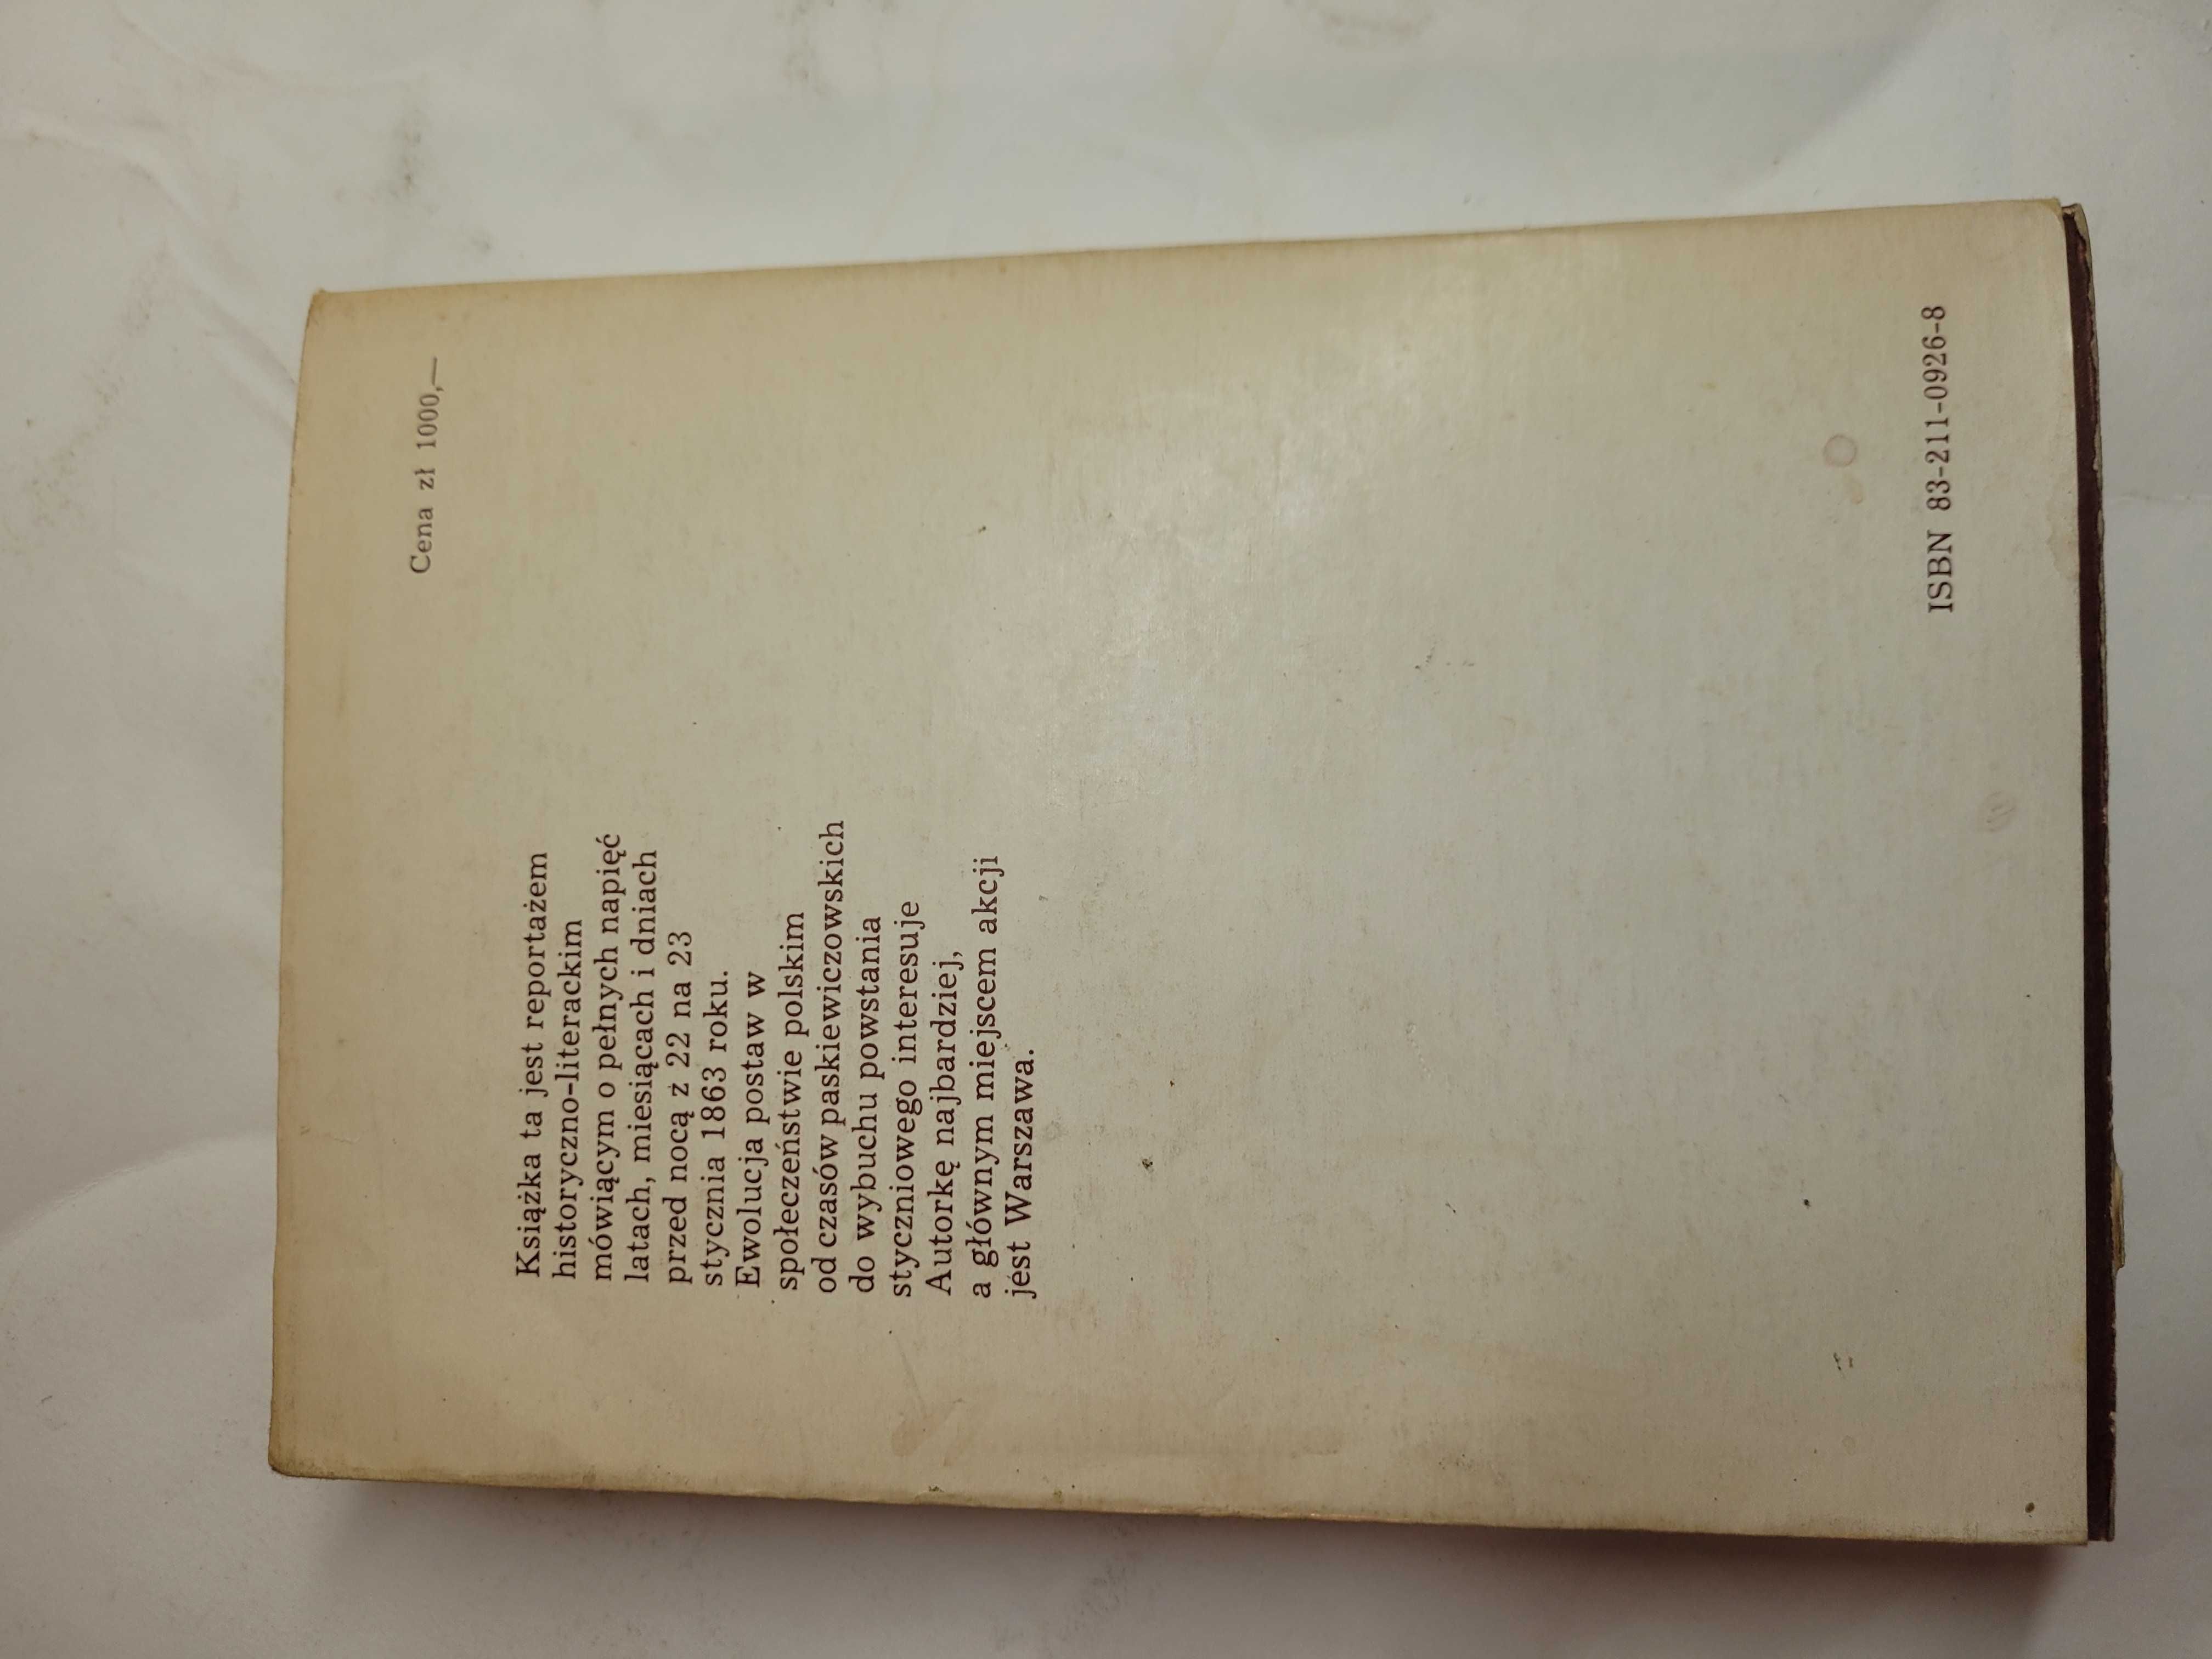 Cena zł 1000,—
Książka ta jest reportażem
historyczno-literackim
mówiącym o pełnych napięć
latach, miesiącach i dniach
przed nocą z 22 na 23
stycznia 1863 roku.
Ewolucja postaw w
społeczeństwie polskim
od czasów paskiewiczowskich
do wybuchu powstania
styczniowego interesuje
Autorkę najbardziej,
a głównym miejscem akcji
jest Warszawa.
ISBN 83-211-0926-8